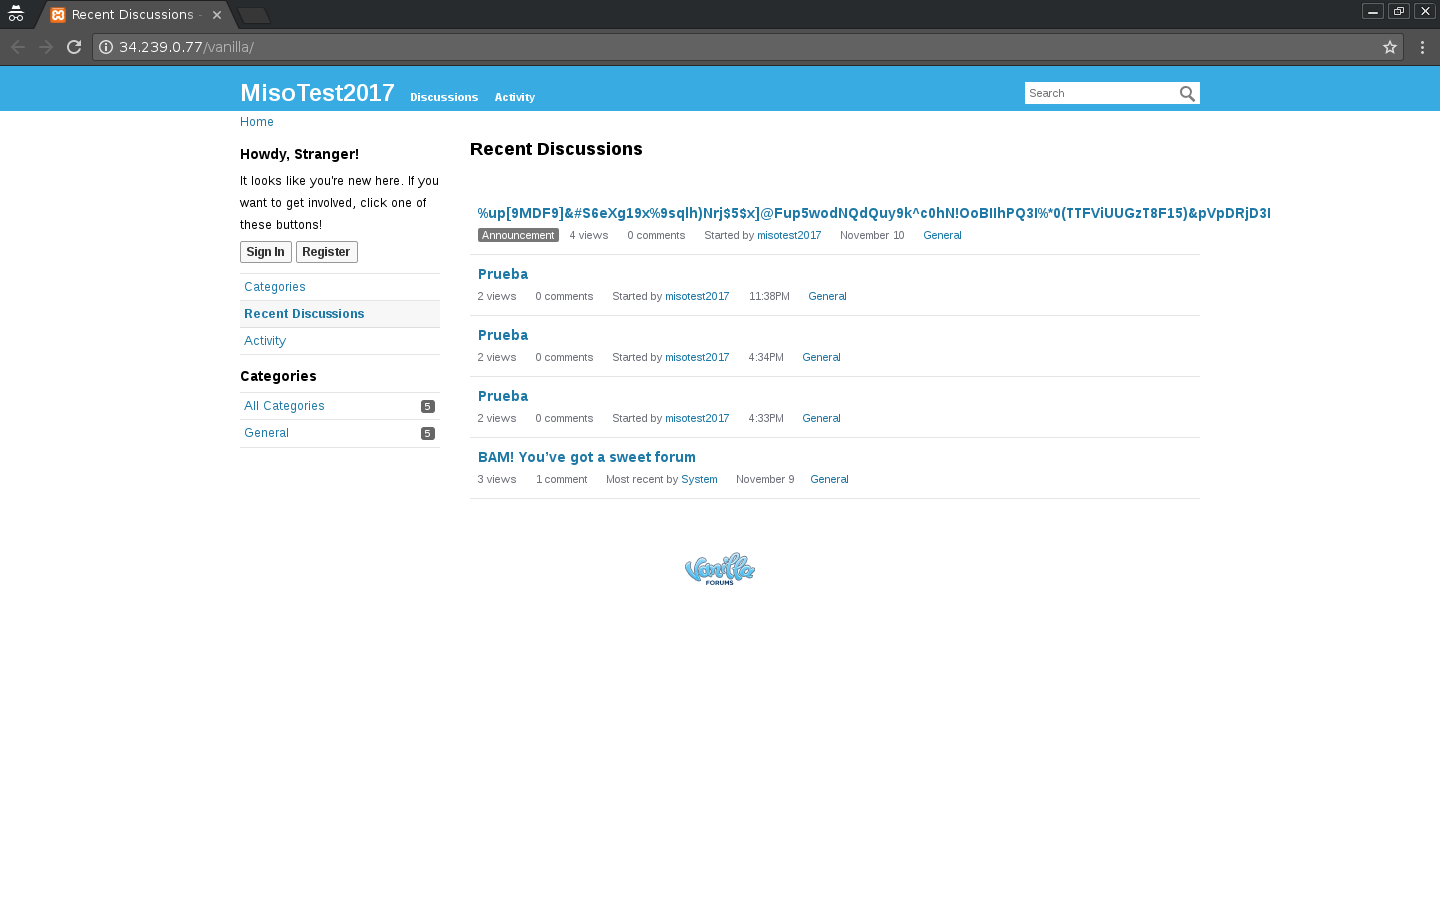 Recent Discussions -
34.239.0.77/vanilla/
MisoTest2017 Discussions Activity
Search
Home
Howdy, Stranger!
It looks like you're new here. If you
want to get involved, click one of
these buttons!
Sign In Register
Categories
Recent Discussions
Activity
Categories
All Categories 5
General 5
Recent Discussions
%up[9MDF9]&#S6eXg19x%9sqlh)Nrj$5$x]@Fup5wodNQdQuy9k^c0hN!OoBIIhPQ3I%*0(TTFViUUGzT8F15)&pVpDRjD3I
Announcement 4 views 0 comments Started by misotest2017 November 10 General
Prueba
2 views 0 comments Started by misotest2017 11:38PM General
Prueba
2 views 0 comments Started by misotest2017 4:34PM General
Prueba
2 views 0 comments Started by misotest2017 4:33PM General
BAM! You’ve got a sweet forum
3 views 1 comment Most recent by System November 9 General
Vanilla
FORUMS